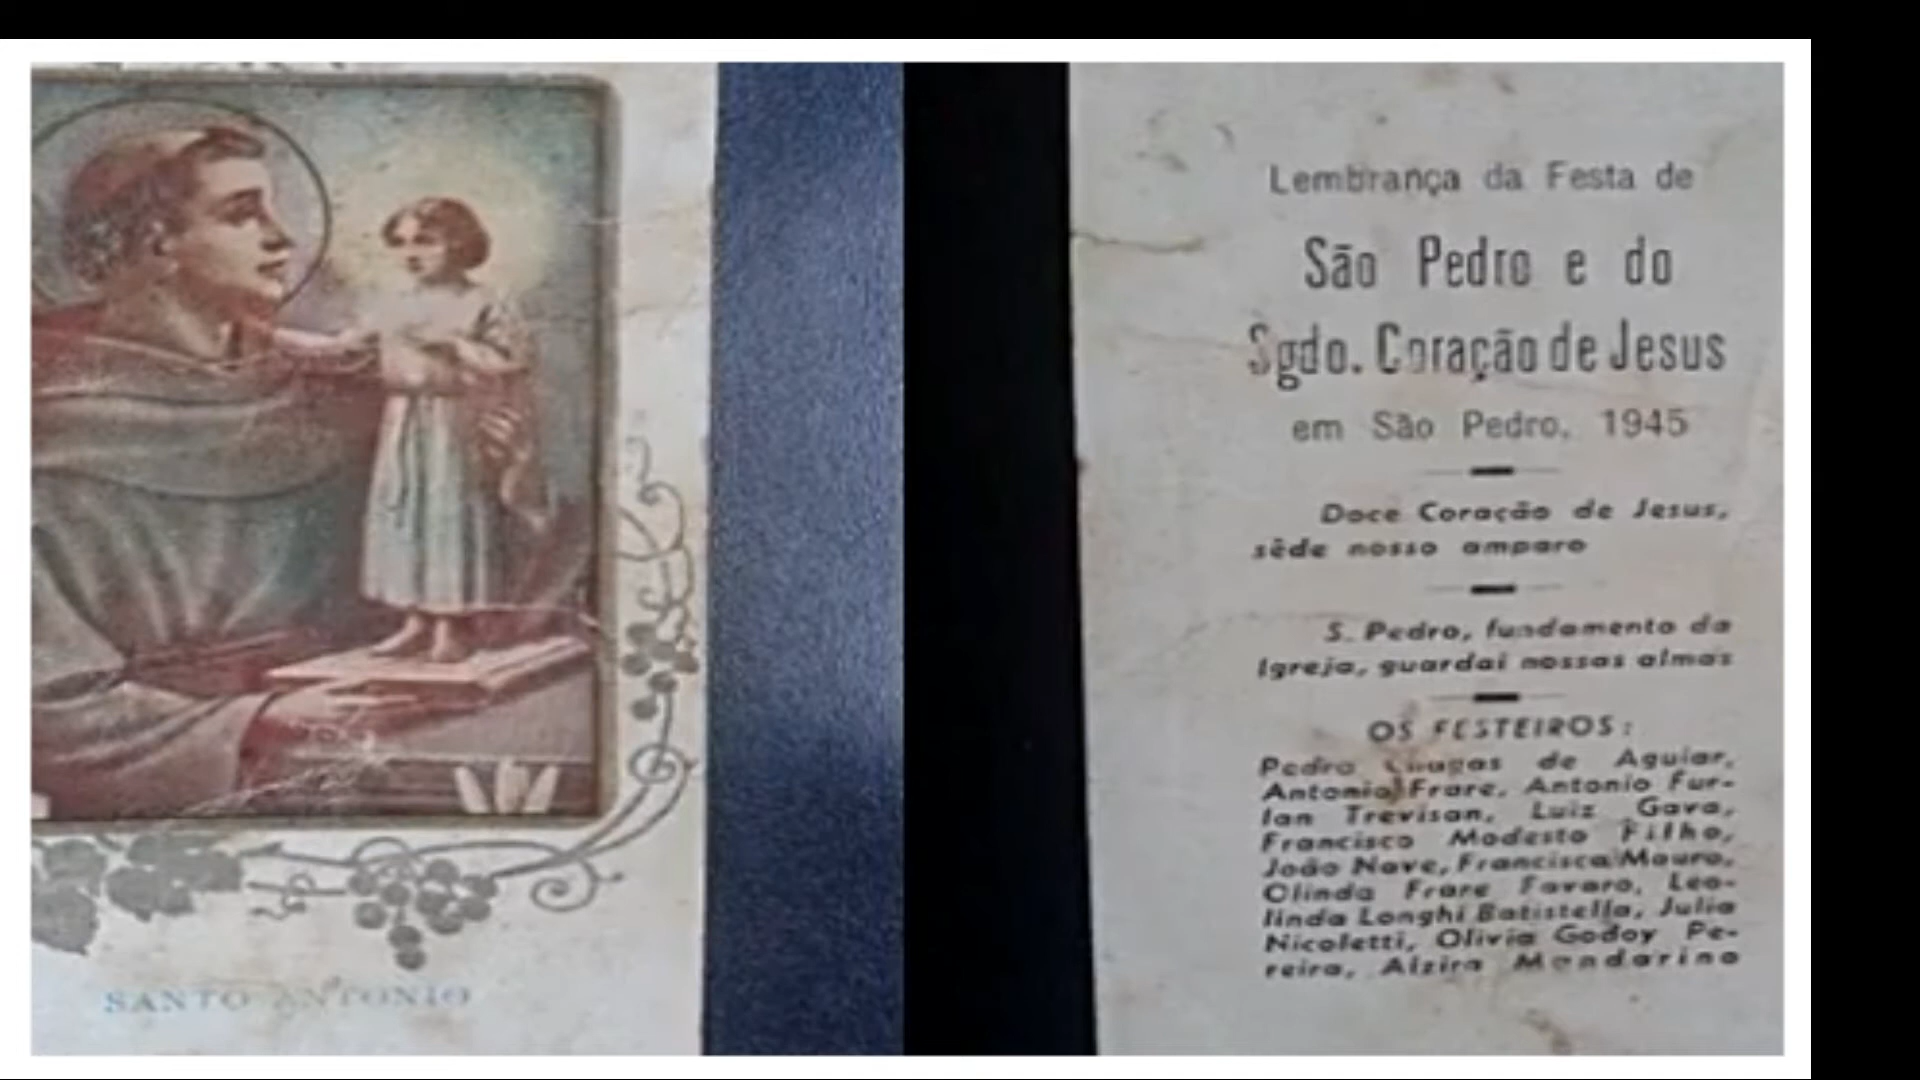 SANTO ANTONIO
Lembrança da Festa de
São Pedro e do
Sgdo. Coração de Jesus
em São Pedro, 1945
Doce Coração de Jesus,
sêde nosso amparo
S. Pedro, fundamento da
Igreja, guardai nossas almas
OS FESTEIROS:
Pedro Chagas de Aguiar,
Antonio Frare, Antonio Fur-
lan Trevisan, Luiz Gava,
Francisco Modesto Filho,
João Nave, Francisca Mauro,
Olinda Frare Favaro, Leo-
linda Longhi Batistella, Julia
Nicoletti, Olivia Godoy Pe-
reira, Alzira Mandarino